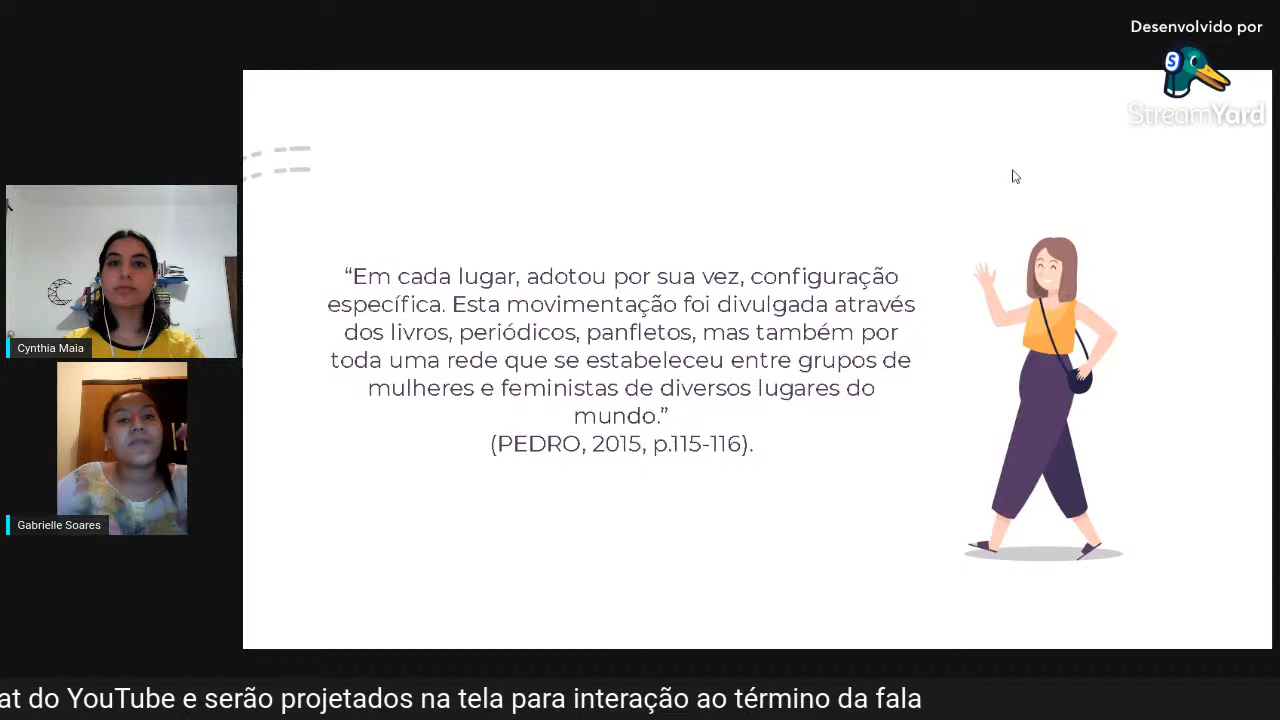 Desenvolvido por
StreamYard
“Em cada lugar, adotou por sua vez, configuração
específica. Esta movimentação foi divulgada através
dos livros, periódicos, panfletos, mas também por
toda uma rede que se estabeleceu entre grupos de
mulheres e feministas de diversos lugares do
mundo.”
(PEDRO, 2015, p.115-116).
Cynthia Maia
Gabrielle Soares
at do YouTube e serão projetados na tela para interação ao término da fala